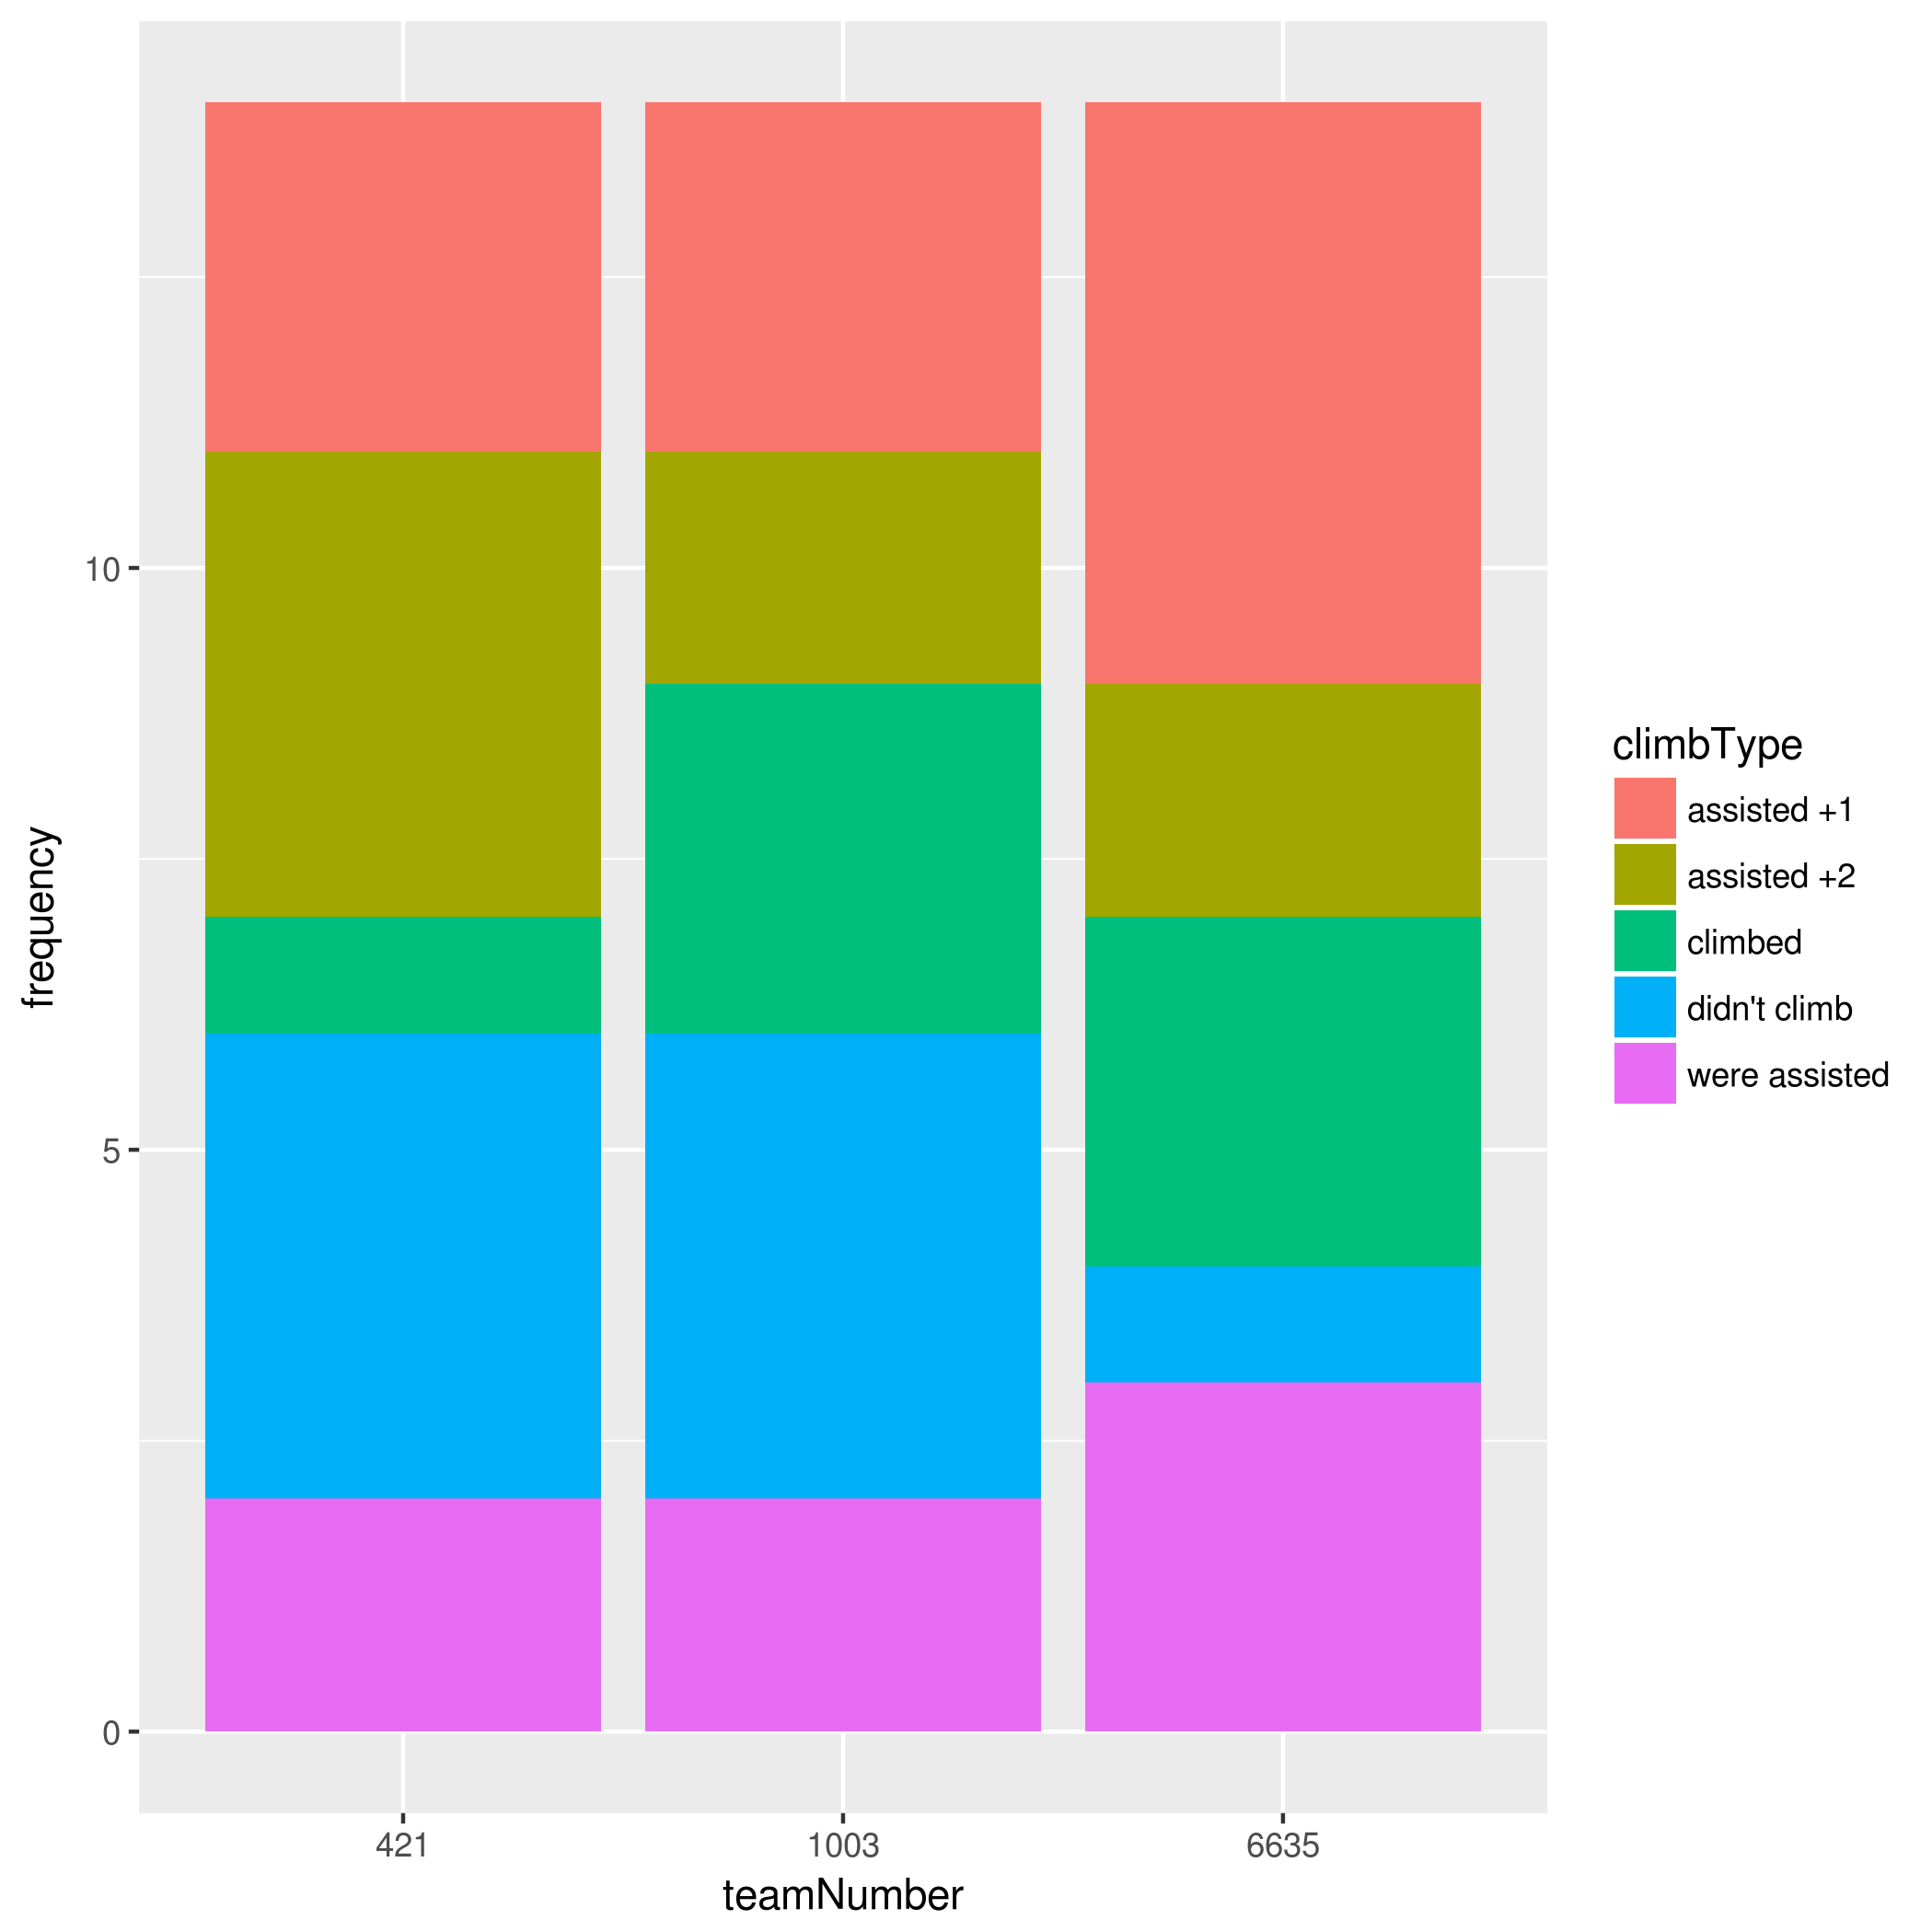 frequency
10
5
0
421
1003
6635
teamNumber
climbType
assisted +1
assisted +2
climbed
didn't climb
were assisted